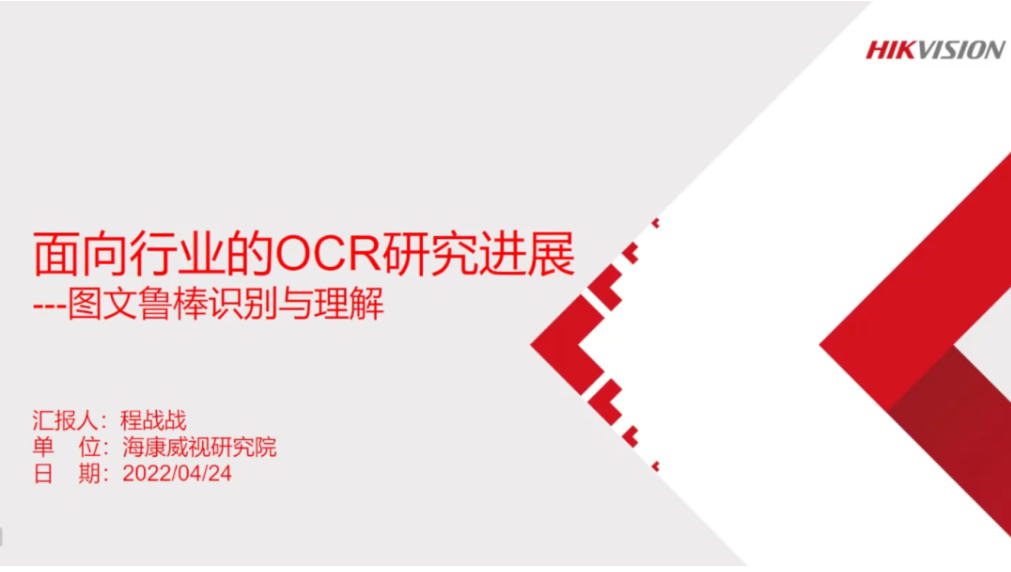 HIKVISION
面向行业的OCR研究进展
---图文鲁棒识别与理解
汇报人：程战战
单 位：海康威视研究院
日 期：2022/04/24